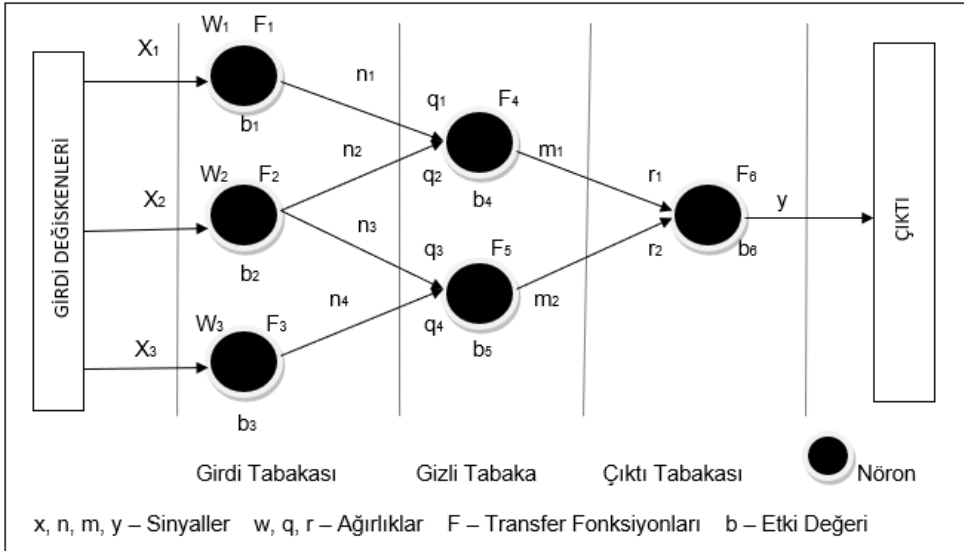 GİRDİ DEĞİSKENLERİ
X₁
X₂
X₃
W₁ F₁
b₁
W₂ F₂
b₂
W₃ F₃
b₃
n₁
n₂
n₃
n₄
q₁ F₄
q₂
b₄
q₃ F₅
q₄
b₅
m₁
m₂
r₁ F₆
r₂ b₆
y
ÇIKTI
Girdi Tabakası Gizli Tabaka Çıktı Tabakası Nöron
x, n, m, y – Sinyaller w, q, r – Ağırlıklar F – Transfer Fonksiyonları b – Etki Değeri